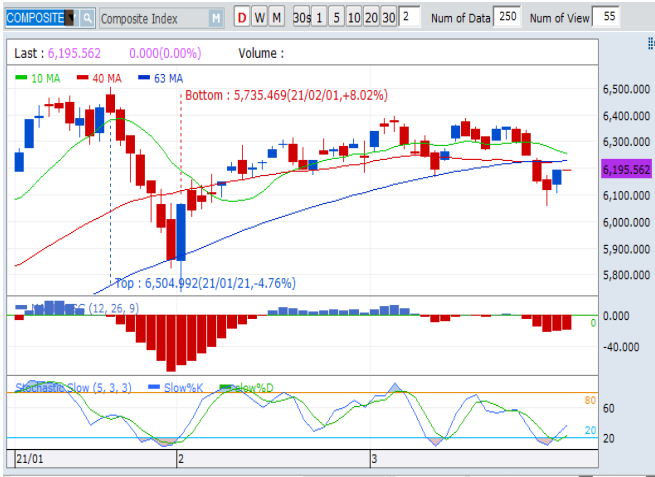 COMPOSITE Composite Index M D W M 30s 1 5 10 20 30 2 Num of Data 250 Num of View 55
Last : 6,195.562 0.000(0.00%) Volume :
10 MA 40 MA 63 MA
Bottom : 5,735.469(21/02/01,+8.02%)
6,500.000
6,400.000
6,300.000
6,195.562
6,100.000
6,000.000
5,900.000
5,800.000
Top : 6,504.992(21/01/21,-4.76%)
(12, 26, 9)
0.000
0
-40.000
Stochastic Slow (5, 3, 3) Slow%K Slow%D
80
60
20
20
21/01 2 3